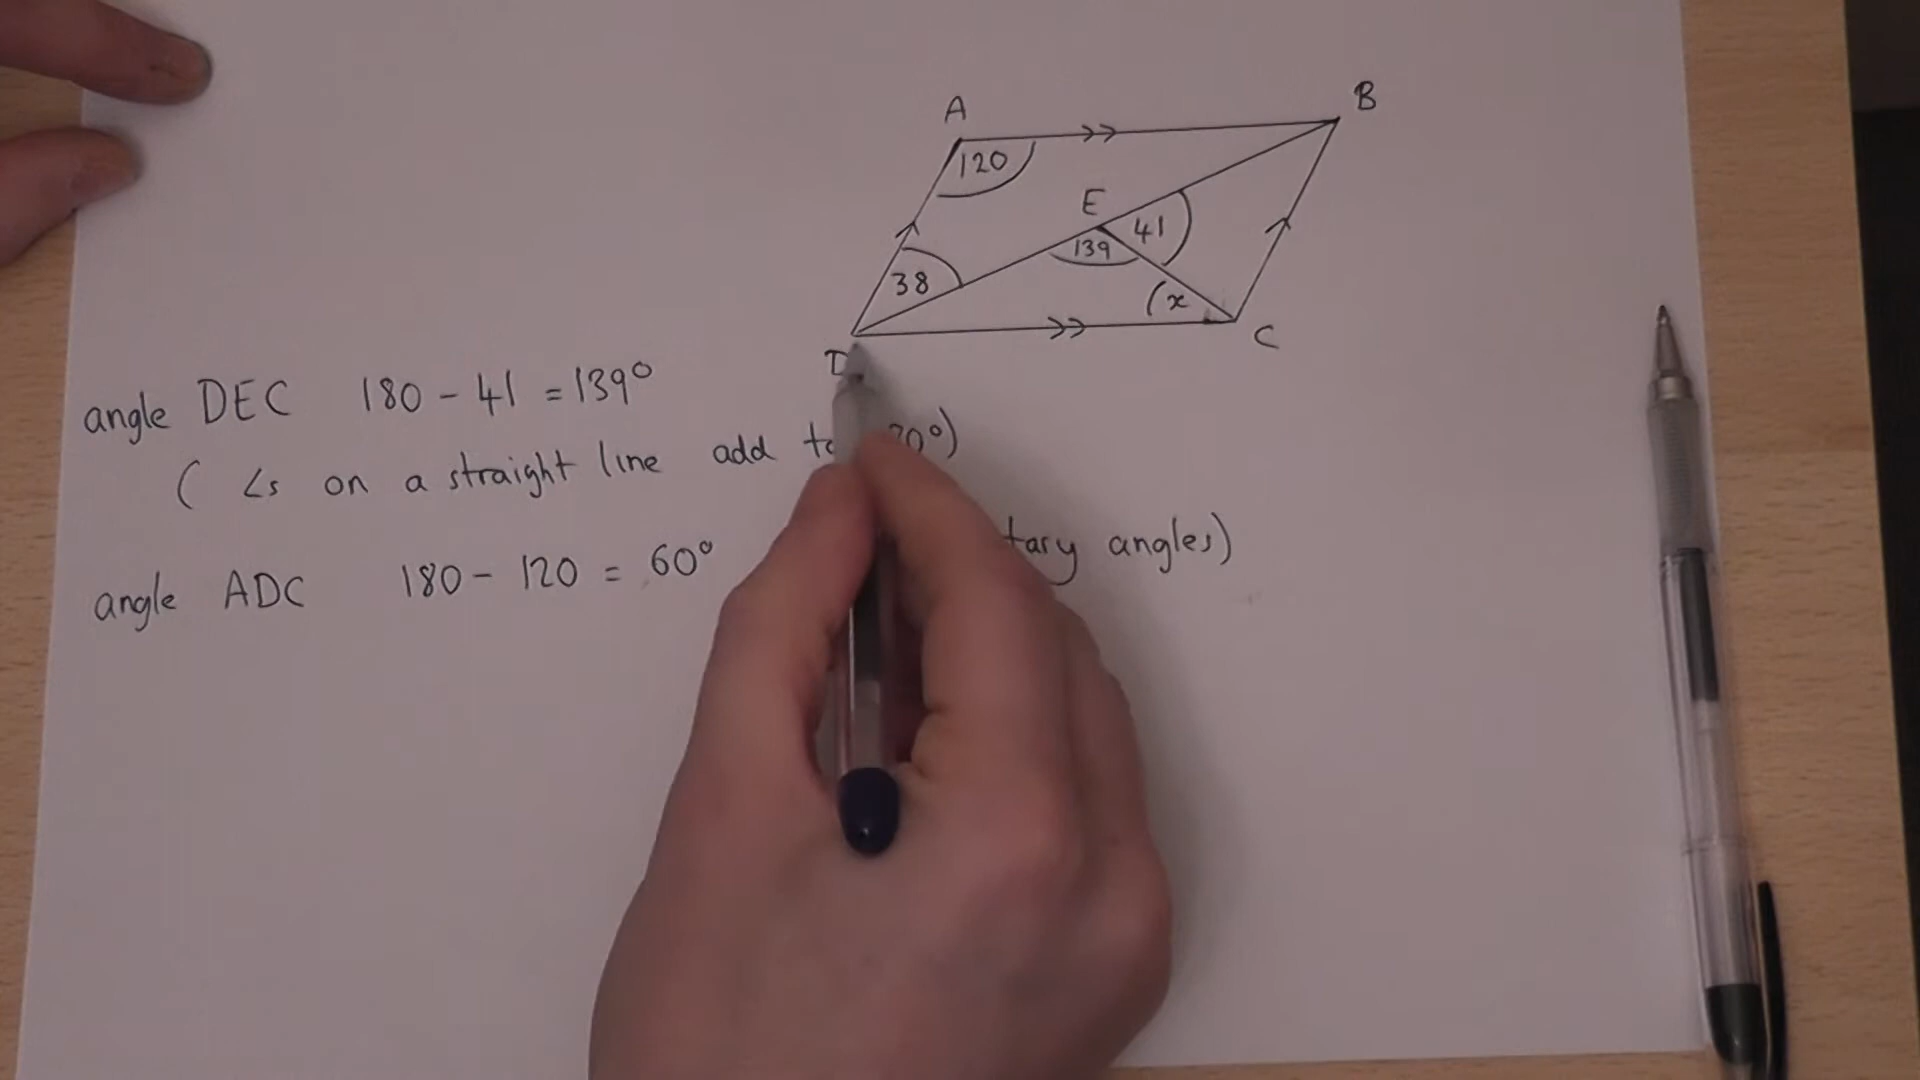 A
B
120
E
41
139
38
x
C
angle DEC 180 - 41 = 139°
( ∠s on a straight line add
angle ADC 180 - 120 = 60° angles)